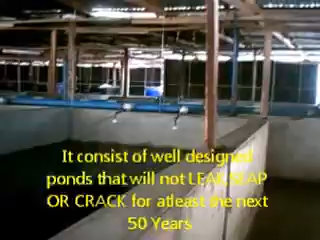 It consist of well designed
ponds that will not LEAK,SEAP
OR CRACK for atleast the next
50 Years